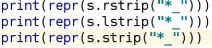 print(repr(s.rstrip("*_")))
print(repr(s.lstrip("*_")))
print(repr(s.strip("*_")))